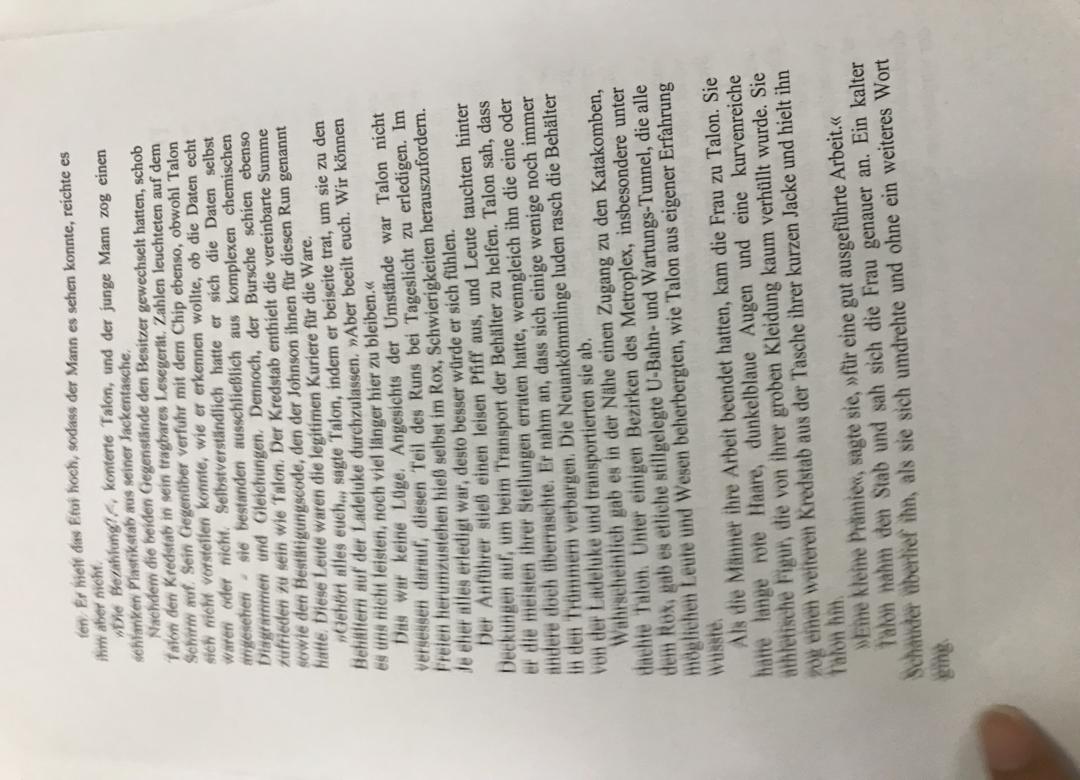 ten. Er hielt das Etui hoch, sodass der Mann es sehen konnte, reichte es
ihm aber nicht.
»Die Bezahlung?«, konterte Talon, und der junge Mann zog einen
schlanken Plastikstab aus seiner Jackentasche.
Nachdem die beiden Gegenstände den Besitzer gewechselt hatten, schob
Talon den Kredstab in sein tragbares Lesegerät. Zahlen leuchteten auf dem
Schirm auf. Sein Gegenüber verfuhr mit dem Chip ebenso, obwohl Talon
sich nicht vorstellen konnte, wie er erkennen wollte, ob die Daten echt
waren oder nicht. Selbstverständlich hatte er sich die Daten selbst
angesehen - sie bestanden ausschließlich aus komplexen chemischen
Diagrammen und Gleichungen. Dennoch, der Bursche schien ebenso
zufrieden zu sein wie Talon. Der Kredstab enthielt die vereinbarte Summe
sowie den Bestätigungscode, den der Johnson ihnen für diesen Run genannt
hatte. Diese Leute waren die legitimen Kuriere für die Ware.
»Gehört alles euch,,, sagte Talon, indem er beiseite trat, um sie zu den
Behältern auf der Ladeluke durchzulassen. »Aber beeilt euch. Wir können
es uns nicht leisten, noch viel länger hier zu bleiben.“
Das war keine Lüge. Angesichts der Umstände war Talon nicht
versessen darauf, diesen Teil des Runs bei Tageslicht zu erledigen. Im
Freien herumzustehen hieß selbst im Rox, Schwierigkeiten herauszufordern.
Je eher alles erledigt war, desto besser würde er sich fühlen.
Der Anführer stieß einen leisen Pfiff aus, und Leute tauchten hinter
Deckungen auf, um beim Transport der Behälter zu helfen. Talon sah, dass
er die meisten ihrer Stellungen erraten hatte, wenngleich ihn die eine oder
andere doch überraschte. Er nahm an, dass sich einige wenige noch immer
in den Trümmern verbargen. Die Neuankömmlinge luden rasch die Behälter
von der Ladeluke und transportierten sie ab.
Wahrscheinlich gab es in der Nähe einen Zugang zu den Katakomben,
dachte Talon. Unter einigen Bezirken des Metroplex, insbesondere unter
dem Rox, gab es etliche stillgelegte U-Bahn- und Wartungs-Tunnel, die alle
möglichen Leute und Wesen beherbergten, wie Talon aus eigener Erfahrung
wusste.
Als die Männer ihre Arbeit beendet hatten, kam die Frau zu Talon. Sie
hatte lange rote Haare, dunkelblaue Augen und eine kurvenreiche
athletische Figur, die von ihrer groben Kleidung kaum verhüllt wurde. Sie
zog einen weiteren Kredstab aus der Tasche ihrer kurzen Jacke und hielt ihn
Talon hin.
»Eine kleine Prämie«, sagte sie, »für eine gut ausgeführte Arbeit.“
Talon nahm den Stab und sah sich die Frau genauer an. Ein kalter
Schauder überlief ihn, als sie sich umdrehte und ohne ein weiteres Wort
ging.